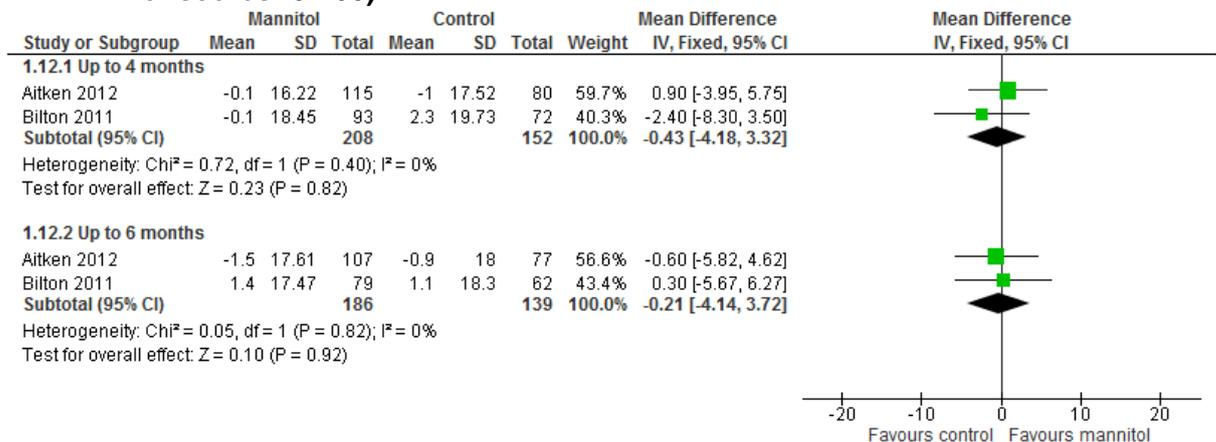 Mannitol Control Mean Difference Mean Difference
Study or Subgroup Mean SD Total Mean SD Total Weight IV, Fixed, 95% CI IV, Fixed, 95% CI
1.12.1 Up to 4 months
Aitken 2012 -0.1 16.22 115 -1 17.52 80 59.7% 0.90 [-3.95, 5.75]
Bilton 2011 -0.1 18.45 93 2.3 19.73 72 40.3% -2.40 [-8.30, 3.50]
Subtotal (95% CI) 208 152 100.0% -0.43 [-4.18, 3.32]
Heterogeneity: Chi² = 0.72, df = 1 (P = 0.40); I² = 0%
Test for overall effect: Z = 0.23 (P = 0.82)
1.12.2 Up to 6 months
Aitken 2012 -1.5 17.61 107 -0.9 18 77 56.6% -0.60 [-5.82, 4.62]
Bilton 2011 1.4 17.47 79 1.1 18.3 62 43.4% 0.30 [-5.67, 6.27]
Subtotal (95% CI) 186 139 100.0% -0.21 [-4.14, 3.72]
Heterogeneity: Chi² = 0.05, df = 1 (P = 0.82); I² = 0%
Test for overall effect: Z = 0.10 (P = 0.92)
-20 -10 0 10 20
Favours control Favours mannitol